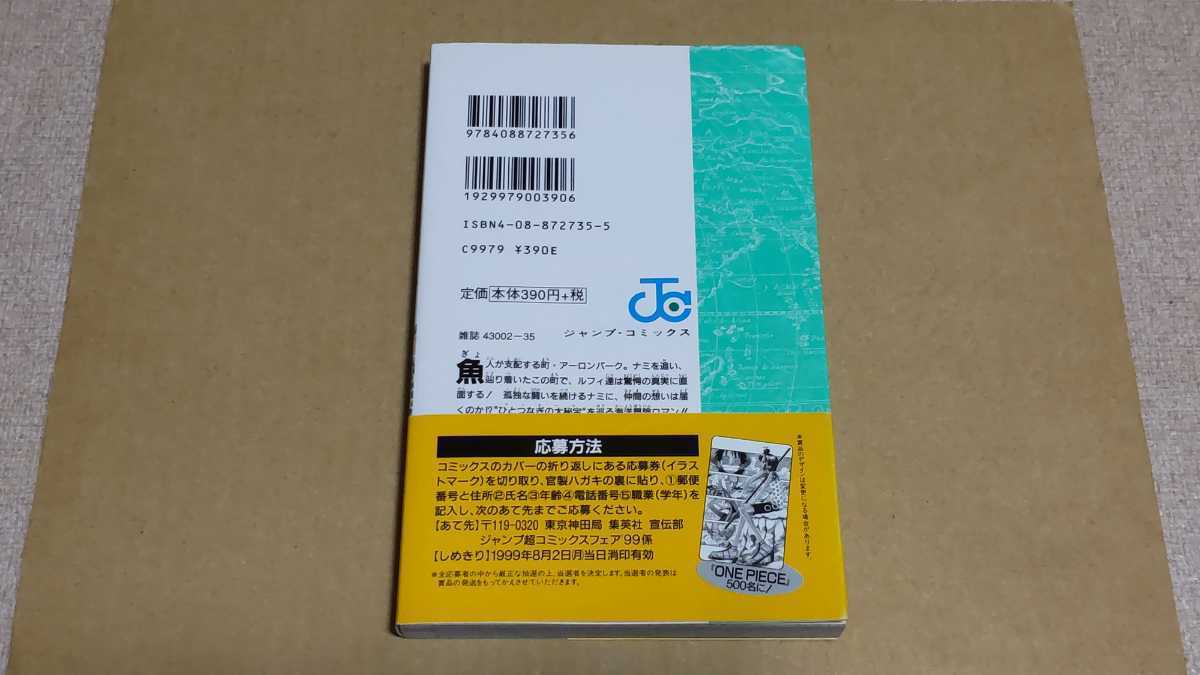 9784088727356
1929979003906
ISBN4-08-872735-5
C9979 ¥390E
定価 本体390円+税
JC
ジャンプ・コミックス
雑誌 43002-35
ぎょ
魚人が支配する町・アーロンパーク。ナミを追い、
辿り着いたこの町で、ルフィ達は驚愕の真実に直
面する! 孤独な闘いを続けるナミに、仲間の想いは届
くのか!?"ひとつなぎの大秘宝"を巡る海洋冒険ロマン!!
応募方法
コミックスのカバーの折り返しにある応募券(イラス
トマーク)を切り取り、官製ハガキの裏に貼り、①郵便
番号と住所②氏名③年齢④電話番号⑤職業(学年)を
記入し、次のあて先までご応募ください。
【あて先】〒119-0320 東京神田局 集英社 宣伝部
ジャンプ超コミックスフェア'99係
【しめきり】1999年8月2日(月)当日消印有効
※全応募者の中から厳正な抽選の上、当選者を決定します。当選者の発表は
賞品の発送をもってかえさせていただきます。
※賞品のデザインは変更になる場合があります。
『ONE PIECE』
500名に!